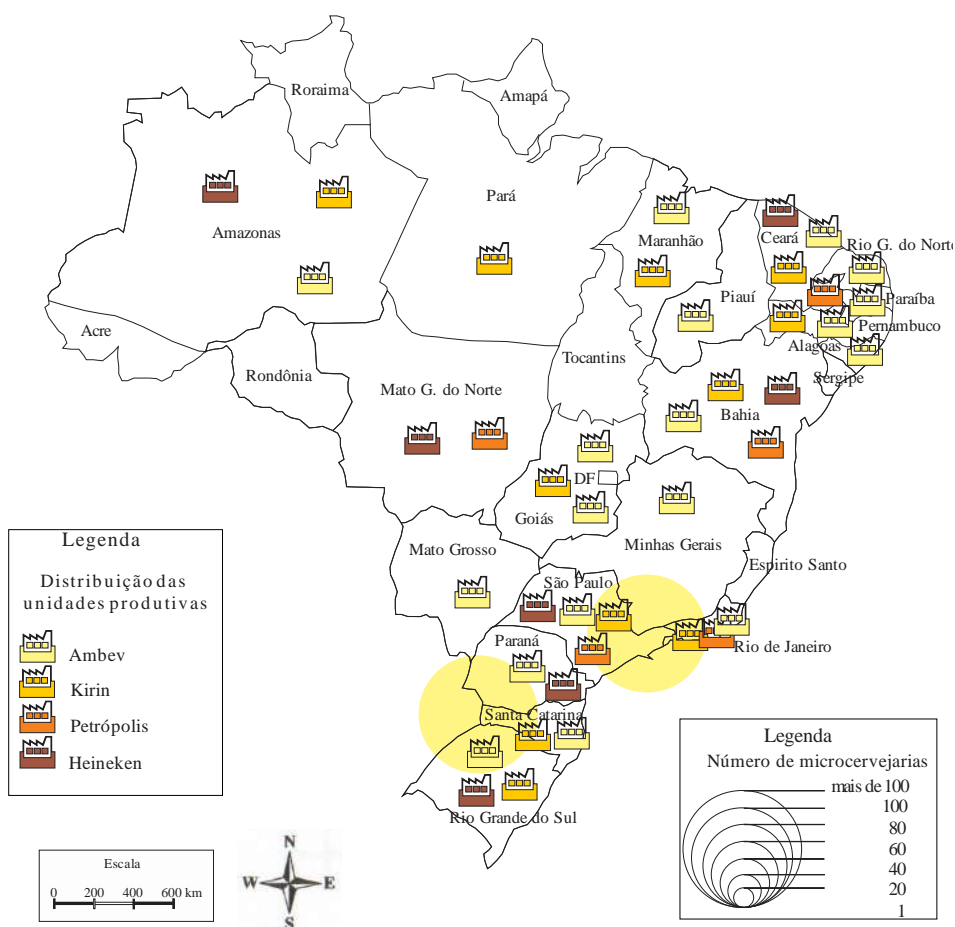 Roraima
Amapá
Pará
Amazonas
Maranhão
Ceará
Rio G. do Norte
Piauí
Paraíba
Pernambuco
Acre
Alagoas
Tocantins
Sergipe
Rondônia
Mato G. do Norte
Bahia
DF
Goiás
Minhas Gerais
Mato Grosso
Espirito Santo
São Paulo
Paraná
Rio de Janeiro
Santa Catarina
Rio Grande do Sul
Legenda
Distribuição das
unidades produtivas
Ambev
Kirin
Petrópolis
Heineken
Escala
0 200 400 600 km
N
W E
S
Legenda
Número de microcervejarias
mais de 100
100
80
60
40
20
1